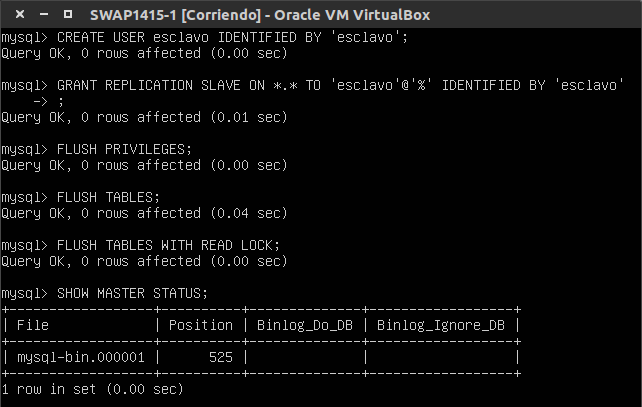 SWAP1415-1 [Corriendo] - Oracle VM VirtualBox
mysql> CREATE USER esclavo IDENTIFIED BY 'esclavo';
Query OK, 0 rows affected (0.00 sec)
mysql> GRANT REPLICATION SLAVE ON *.* TO 'esclavo'@'%' IDENTIFIED BY 'esclavo'
    -> ;
Query OK, 0 rows affected (0.01 sec)
mysql> FLUSH PRIVILEGES;
Query OK, 0 rows affected (0.00 sec)
mysql> FLUSH TABLES;
Query OK, 0 rows affected (0.04 sec)
mysql> FLUSH TABLES WITH READ LOCK;
Query OK, 0 rows affected (0.00 sec)
mysql> SHOW MASTER STATUS;
+------------------+----------+--------------+------------------+
| File             | Position | Binlog_Do_DB | Binlog_Ignore_DB |
+------------------+----------+--------------+------------------+
| mysql-bin.000001 |      525 |              |                  |
+------------------+----------+--------------+------------------+
1 row in set (0.00 sec)